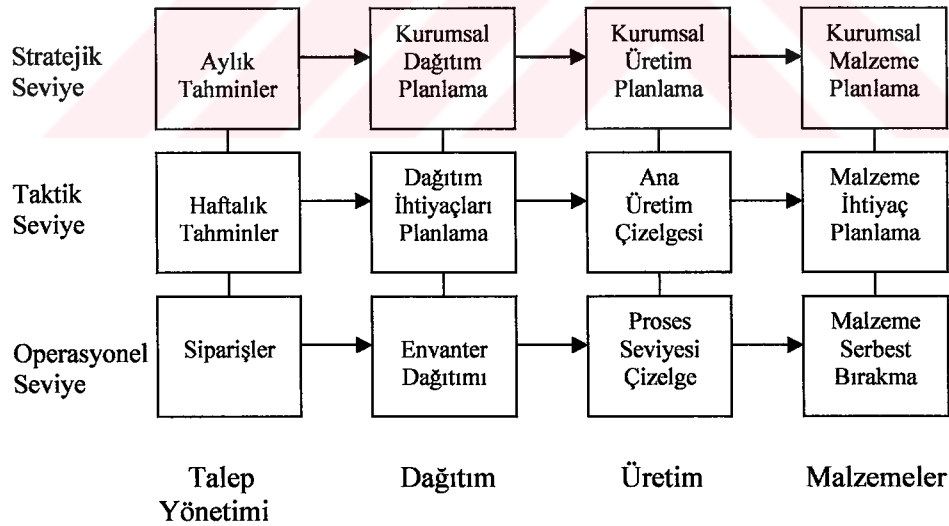 Stratejik
Seviye
Aylık
Tahminler
Kurumsal
Dağıtım
Planlama
Kurumsal
Üretim
Planlama
Kurumsal
Malzeme
Planlama
Taktik
Seviye
Haftalık
Tahminler
Dağıtım
İhtiyaçları
Planlama
Ana
Üretim
Çizelgesi
Malzeme
İhtiyaç
Planlama
Operasyonel
Seviye
Siparişler
Envanter
Dağıtımı
Proses
Seviyesi
Çizelge
Malzeme
Serbest
Bırakma
Talep
Yönetimi
Dağıtım
Üretim
Malzemeler